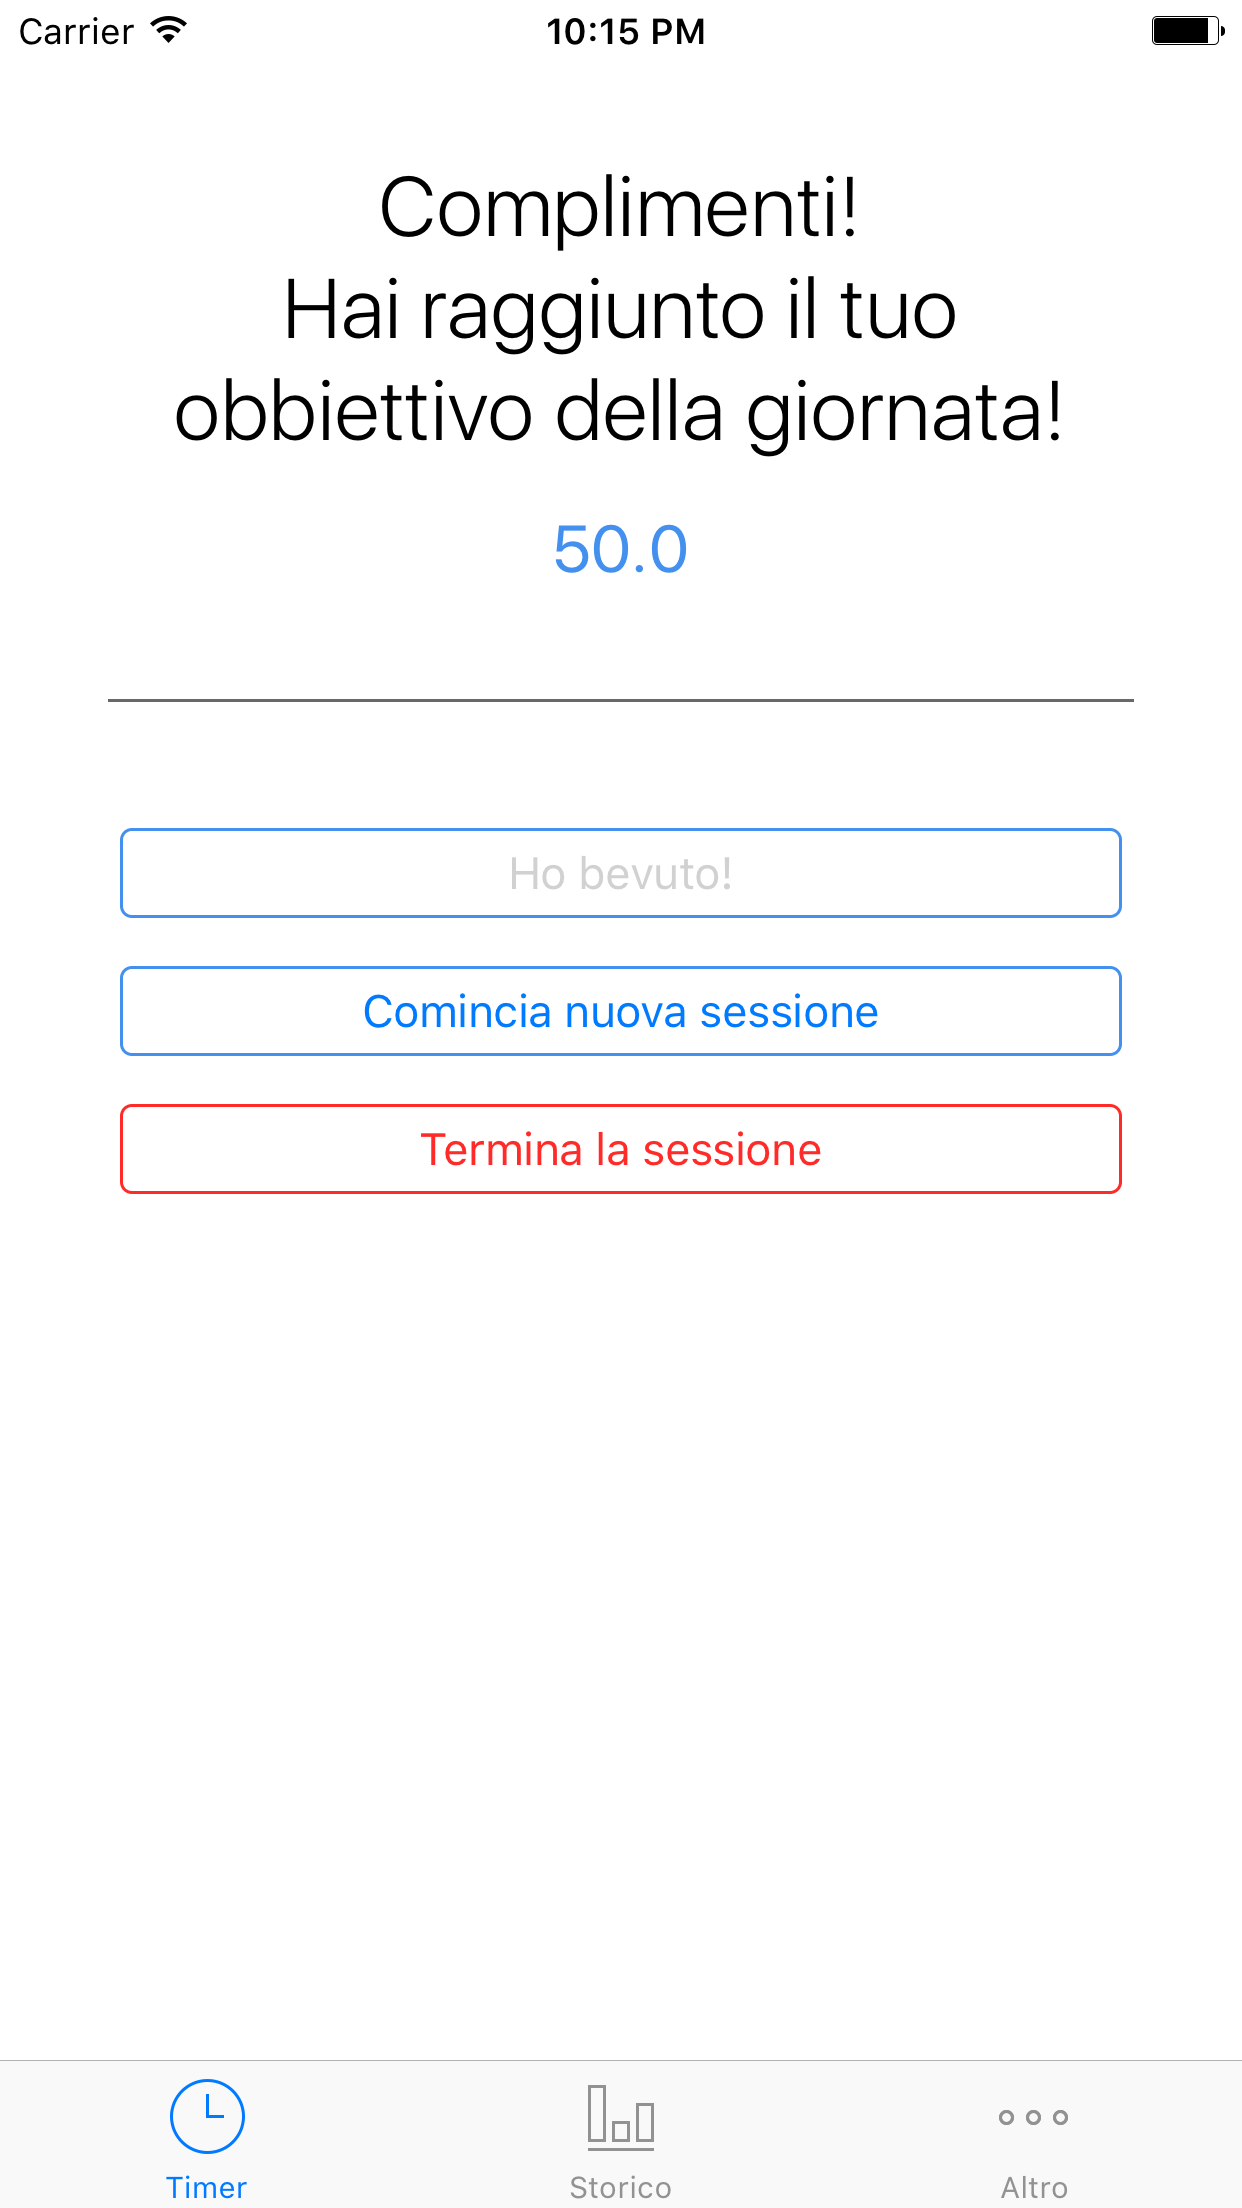 Carrier
10:15 PM
Complimenti!
Hai raggiunto il tuo
obbiettivo della giornata!
50.0
Ho bevuto!
Comincia nuova sessione
Termina la sessione
Timer
Storico
Altro